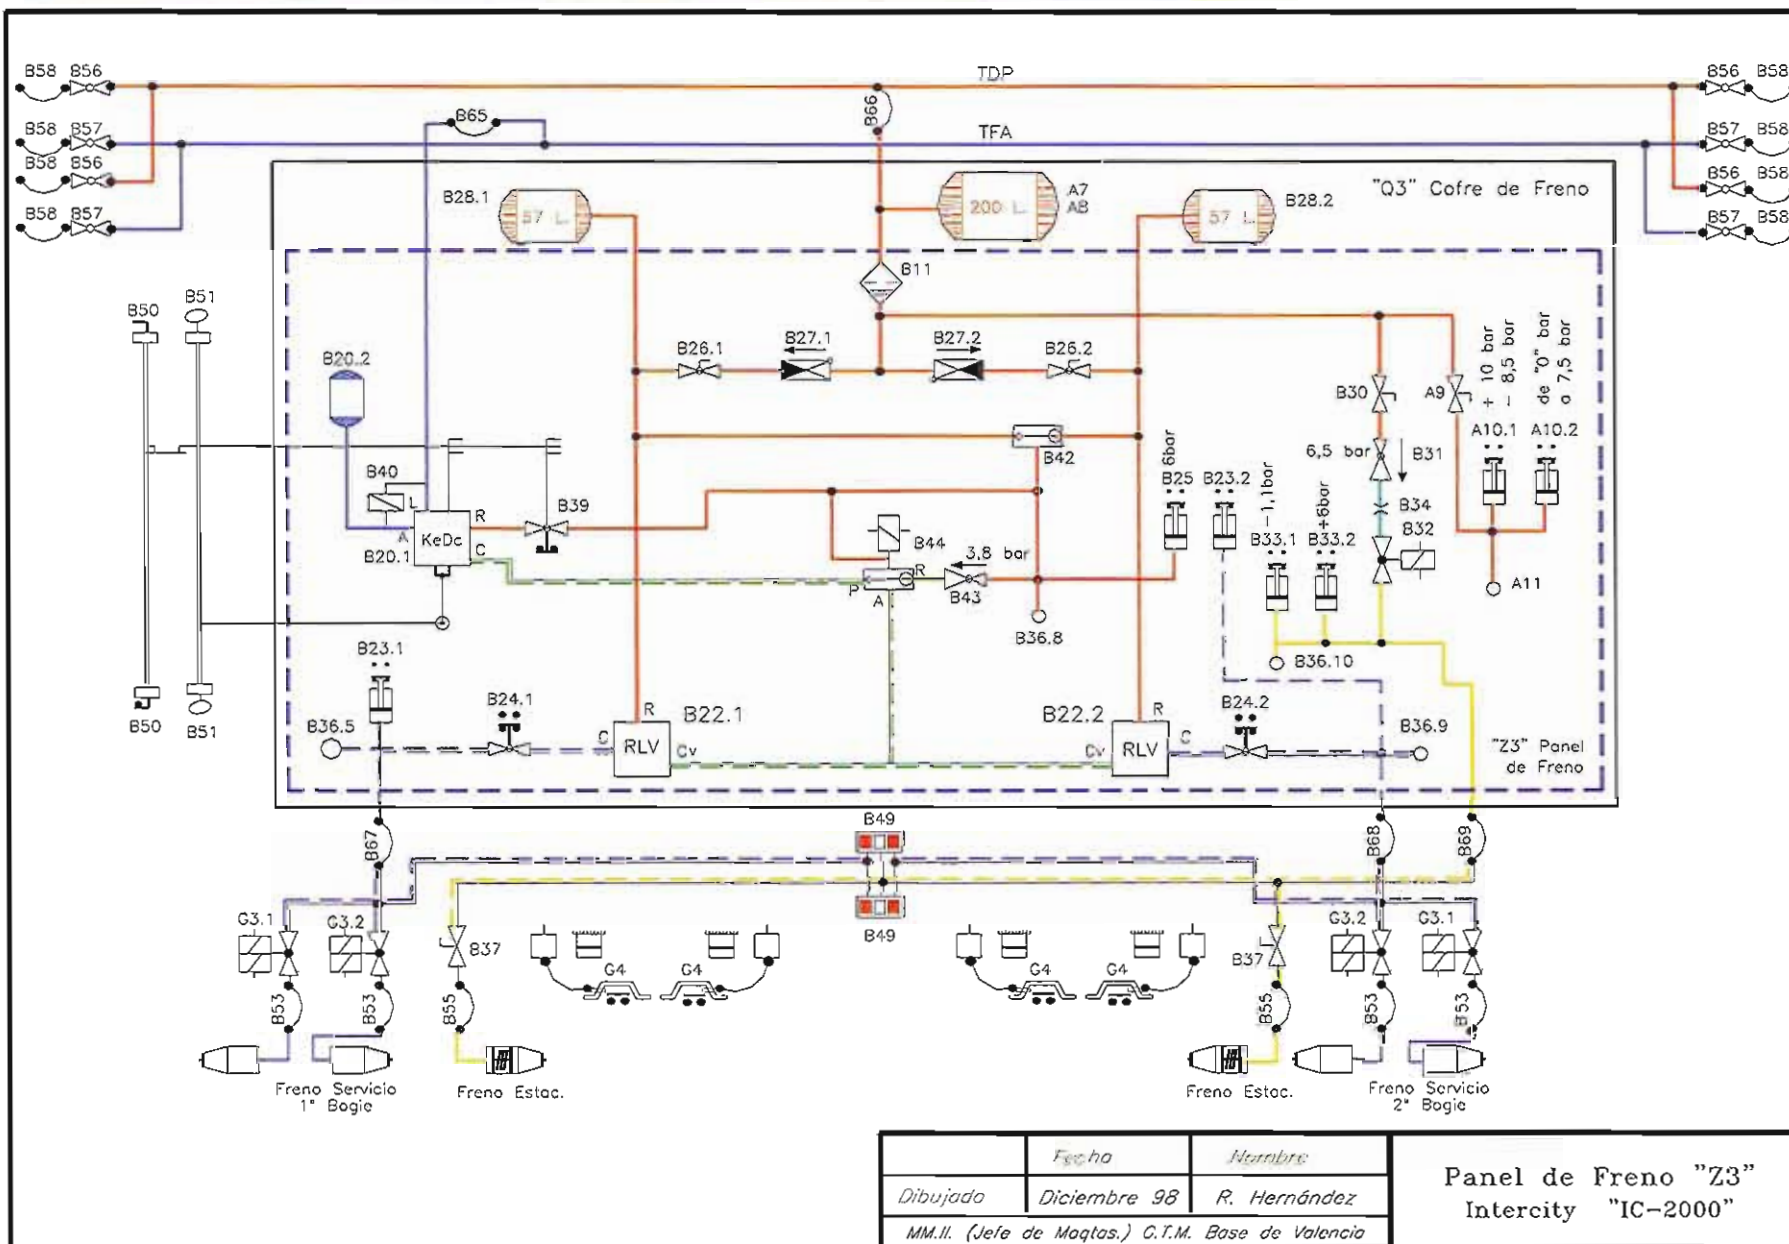 B58 B56
TDP
B56 B58
B66
B58 B57
B65
TFA
B57 B58
B58 B56
B56 B58
B58 B57
B57 B58
"Q3" Cofre de Freno
B28.1
57 L.
200 L.
A7
A8
57 L.
B28.2
B11
B50
B51
B20.2
B26.1
B27.1
B27.2
B26.2
B30
A9
+ 10 bar
- 8,5 bar
de "0" bar
a 7,5 bar
A10.1
A10.2
6,5 bar
B31
B42
6bar
B25
B23.2
B40
L
R
B39
A
KeDc
C
B20.1
B34
B32
-1,1bar
B33.1
+6bar
B33.2
B44
3.8 bar
R
P
A
B43
B36.8
A11
B36.10
B23.1
B50
B51
B36.5
B24.1
R
B22.1
C
RLV
Cv
B22.2
R
Cv
RLV
C
B24.2
B36.9
"Z3" Panel
de Freno
B67
B49
B68
B69
G3.1
G3.2
B37
B49
B37
G3.2
G3.1
G4
G4
G4
G4
B53
B53
B55
B55
B53
B53
Freno Servicio
1ª Bogie
Freno Estac.
Freno Estac.
Freno Servicio
2ª Bogie
Fecha
Nombre
Dibujado
Diciembre 98
R. Hernández
MM.II. (Jefe de Maqtas.) C.T.M. Base de Valencia
Panel de Freno "Z3"
Intercity "IC-2000"